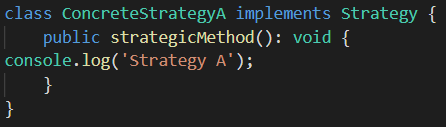 class ConcreteStrategyA implements Strategy {
    public strategicMethod(): void {
console.log('Strategy A');
    }
}